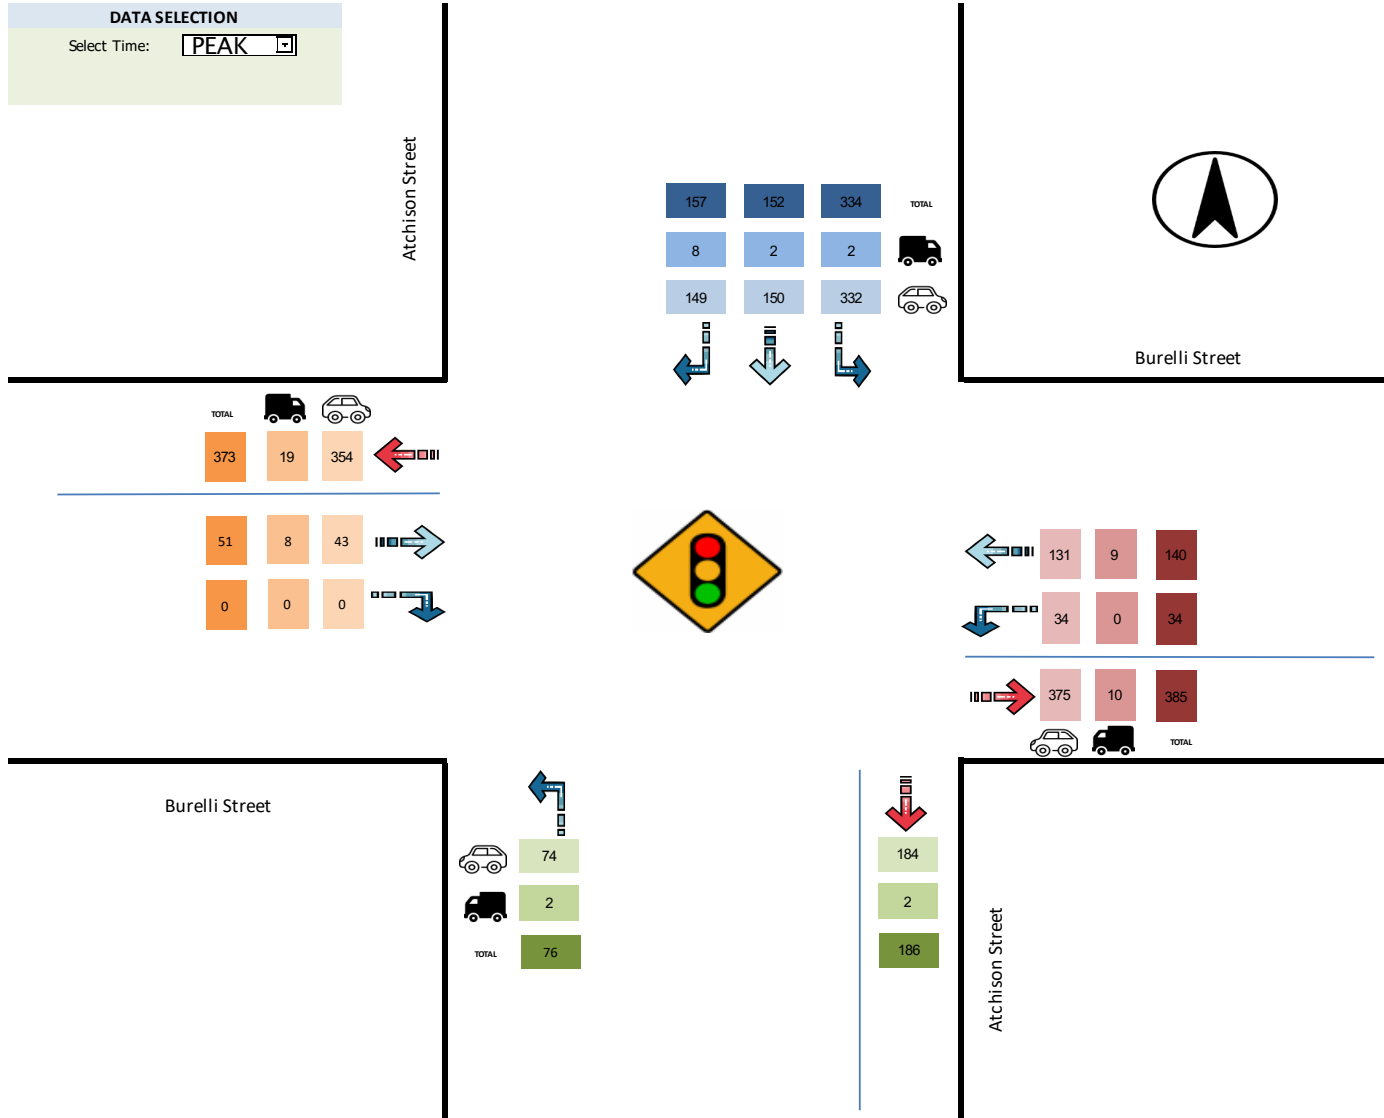 DATA SELECTION
Select Time: PEAK
Atchison Street
157 152 334 TOTAL
8 2 2
149 150 332
Burelli Street
TOTAL
373 19 354
51 8 43
0 0 0
131 9 140
34 0 34
375 10 385
TOTAL
Burelli Street
74 184
2 2
TOTAL 76 186
Atchison Street